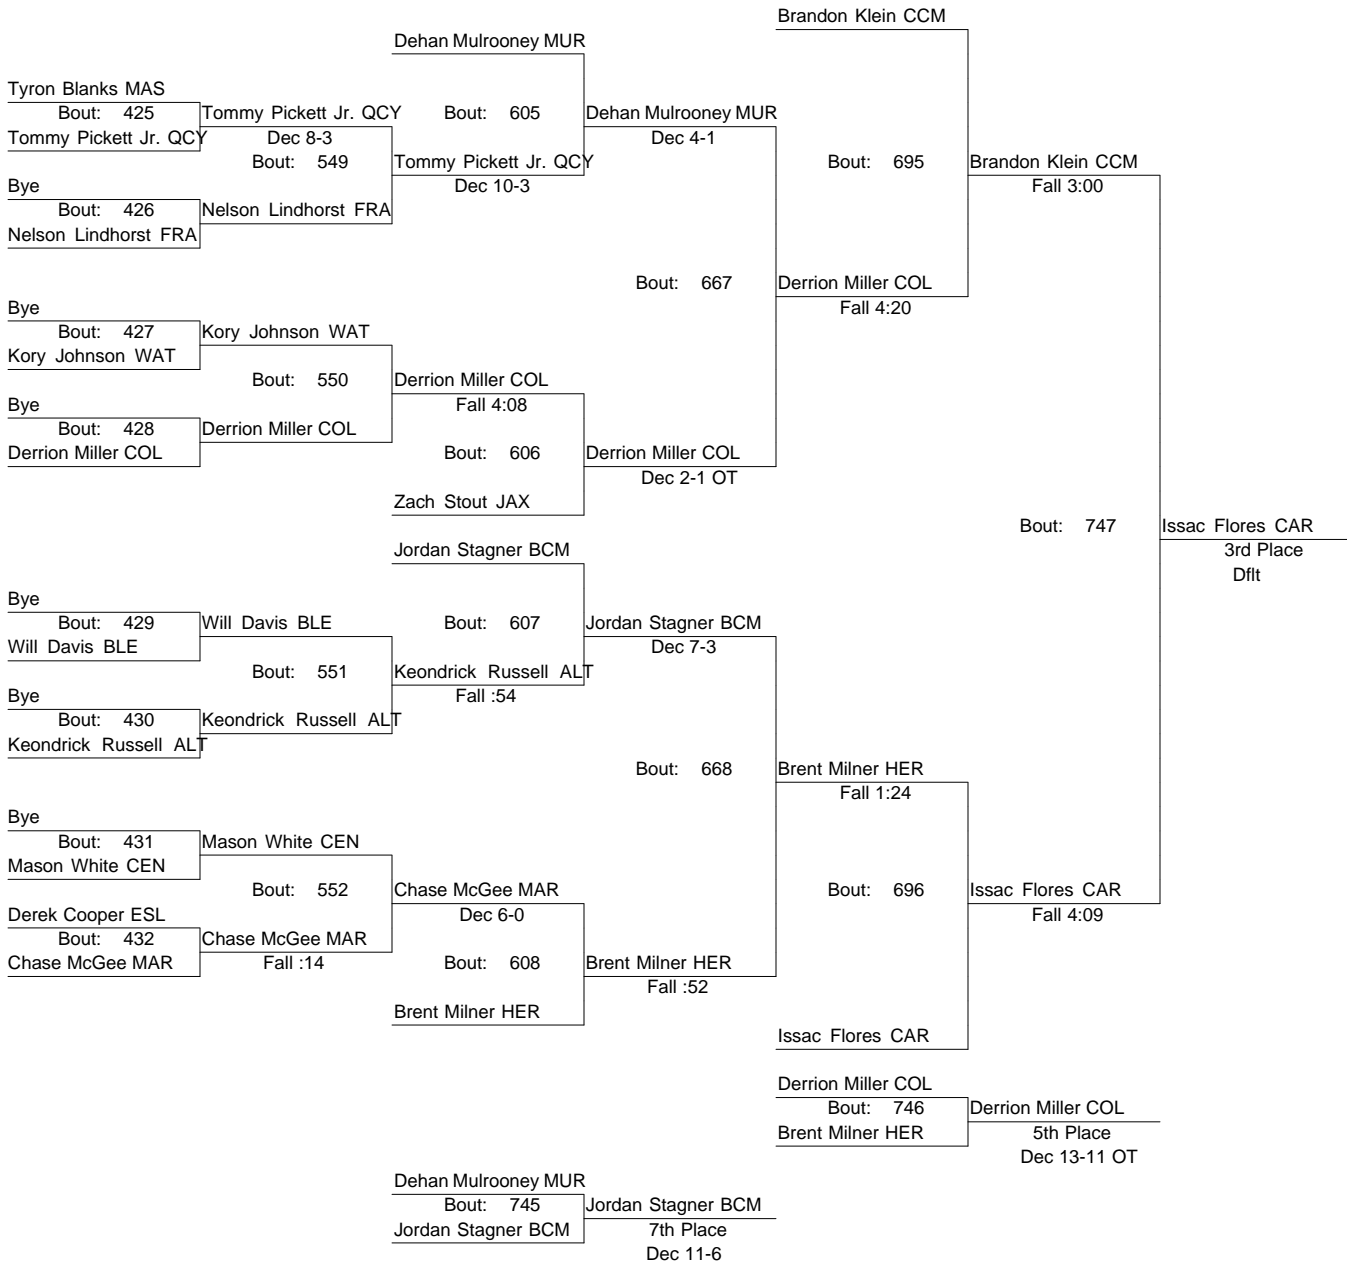 Brandon Klein CCM
Dehan Mulrooney MUR
Tyron Blanks MAS
Bout: 425
Tommy Pickett Jr. QCY
Bout: 605
Dehan Mulrooney MUR
Tommy Pickett Jr. QCY
Dec 8-3
Dec 4-1
Bout: 549
Tommy Pickett Jr. QCY
Bout: 695
Brandon Klein CCM
Bye
Dec 10-3
Fall 3:00
Bout: 426
Nelson Lindhorst FRA
Nelson Lindhorst FRA
Bout: 667
Derrion Miller COL
Bye
Fall 4:20
Bout: 427
Kory Johnson WAT
Kory Johnson WAT
Bout: 550
Derrion Miller COL
Bye
Fall 4:08
Bout: 428
Derrion Miller COL
Derrion Miller COL
Bout: 606
Derrion Miller COL
Dec 2-1 OT
Zach Stout JAX
Bout: 747
Issac Flores CAR
Jordan Stagner BCM
3rd Place
Dflt
Bye
Bout: 429
Will Davis BLE
Bout: 607
Jordan Stagner BCM
Will Davis BLE
Dec 7-3
Bout: 551
Keondrick Russell ALT
Bye
Fall :54
Bout: 430
Keondrick Russell ALT
Keondrick Russell ALT
Bout: 668
Brent Milner HER
Fall 1:24
Bye
Bout: 431
Mason White CEN
Mason White CEN
Bout: 552
Chase McGee MAR
Bout: 696
Issac Flores CAR
Derek Cooper ESL
Dec 6-0
Fall 4:09
Bout: 432
Chase McGee MAR
Chase McGee MAR
Fall :14
Bout: 608
Brent Milner HER
Fall :52
Brent Milner HER
Issac Flores CAR
Derrion Miller COL
Bout: 746
Derrion Miller COL
Brent Milner HER
5th Place
Dec 13-11 OT
Dehan Mulrooney MUR
Bout: 745
Jordan Stagner BCM
Jordan Stagner BCM
7th Place
Dec 11-6